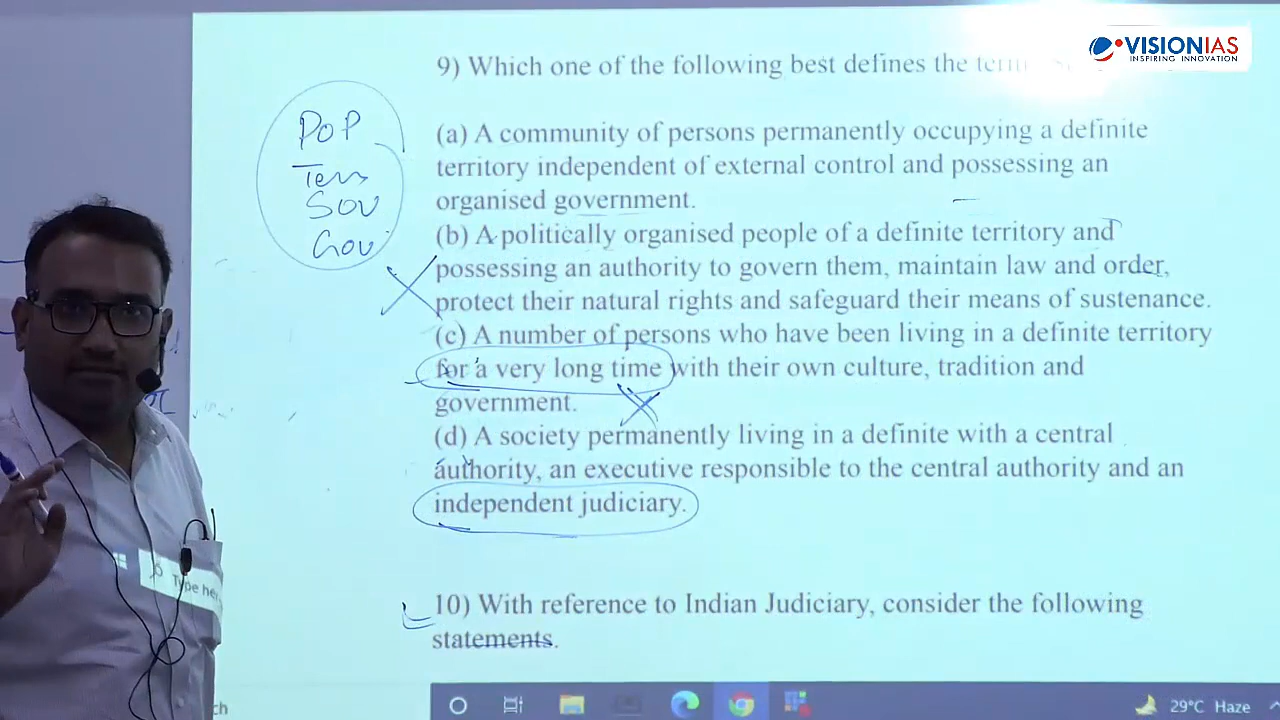 VISIONIAS
INSPIRING INNOVATION
9) Which one of the following best defines the term
POP
Terr
SOV
Gov
(a) A community of persons permanently occupying a definite
territory independent of external control and possessing an
organised government.
(b) A politically organised people of a definite territory and
possessing an authority to govern them, maintain law and order,
protect their natural rights and safeguard their means of sustenance.
(c) A number of persons who have been living in a definite territory
for a very long time with their own culture, tradition and
government.
(d) A society permanently living in a definite with a central
authority, an executive responsible to the central authority and an
independent judiciary.
10) With reference to Indian Judiciary, consider the following
statements.
Type her
ch
29°C Haze